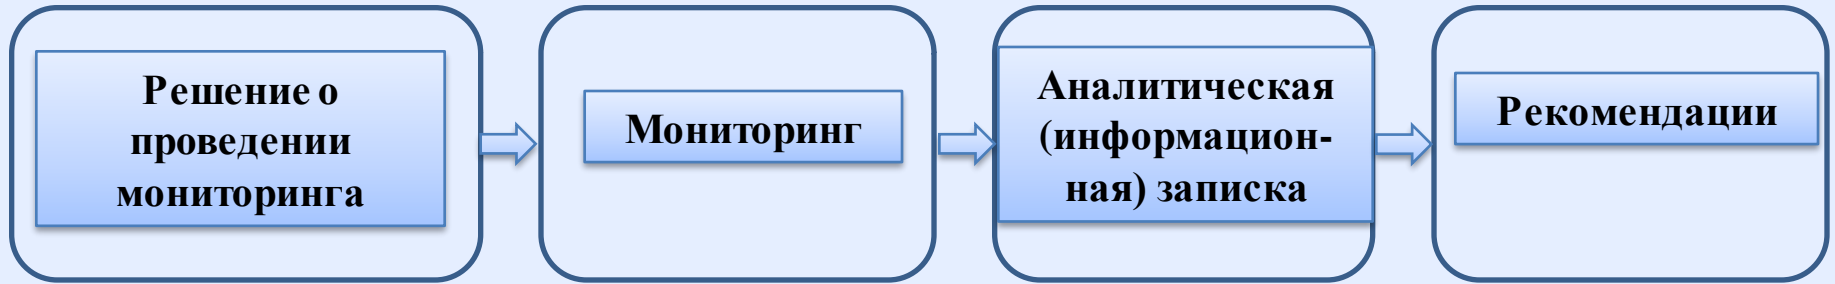 Решение о
проведении
мониторинга
Мониторинг
Аналитическая
(информацион-
ная) записка
Рекомендации